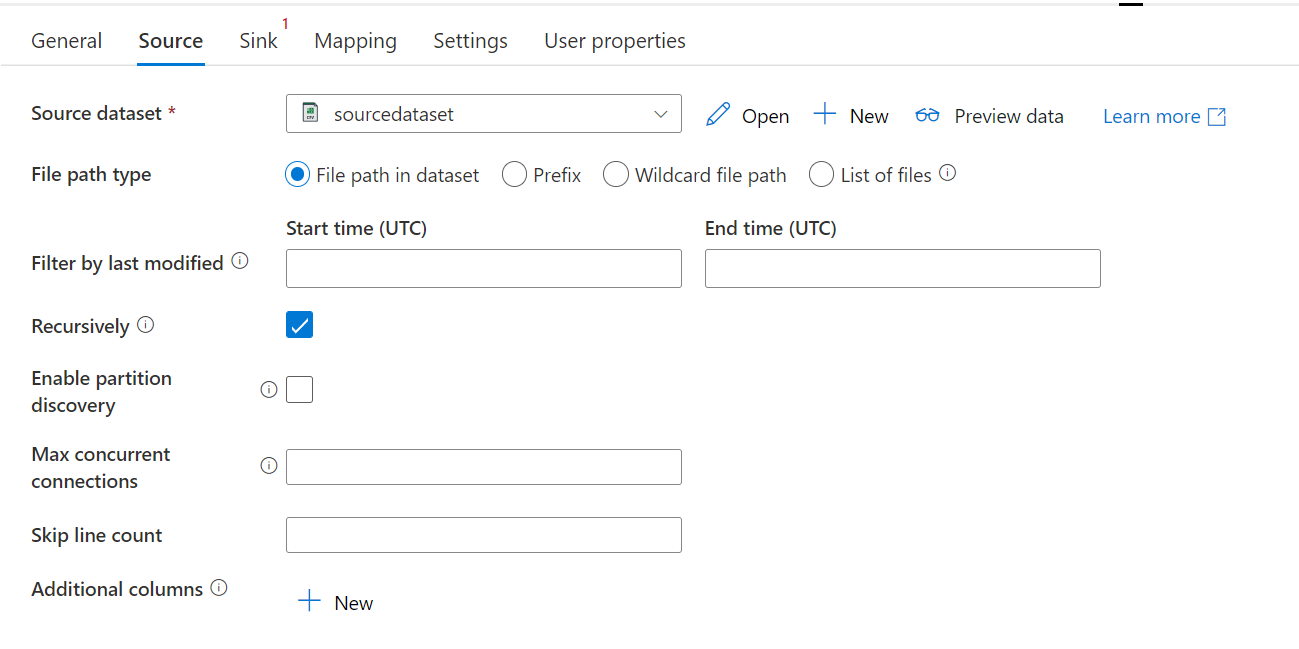 General Source Sink 1 Mapping Settings User properties
Source dataset * sourcedataset Open New Preview data Learn more
File path type File path in dataset Prefix Wildcard file path List of files
Start time (UTC) End time (UTC)
Filter by last modified
Recursively
Enable partition
discovery
Max concurrent
connections
Skip line count
Additional columns
New